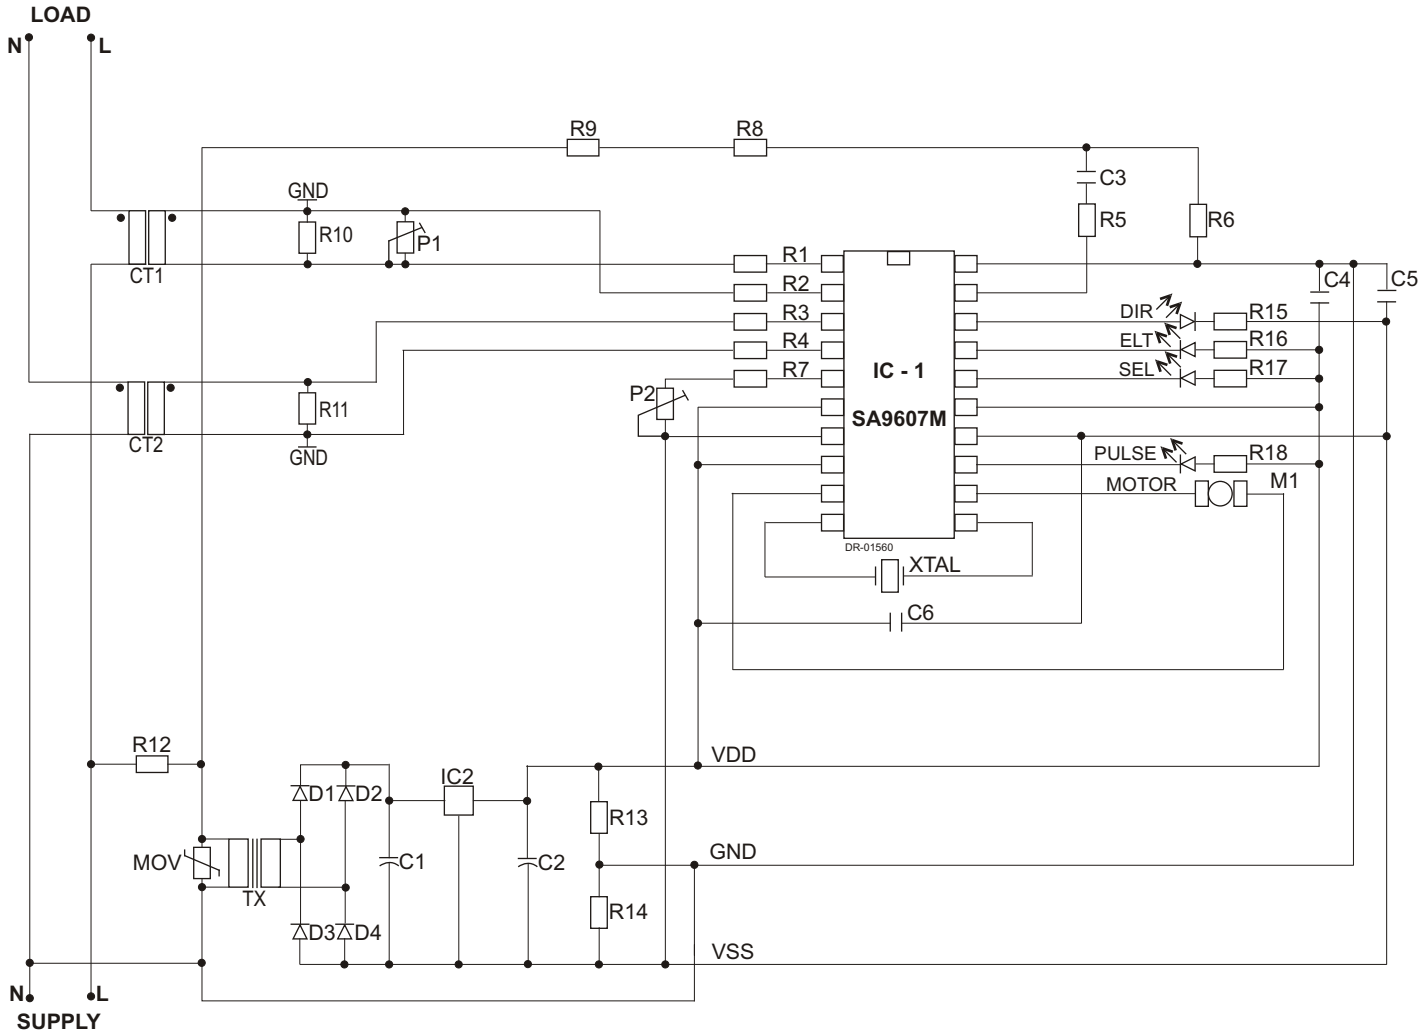 LOAD
N
L
R9
R8
C3
GND
R10
P1
R5
R6
CT1
R1
C4
C5
R2
R3
DIR
R15
R4
ELT
R16
R7
IC - 1
SEL
R17
P2
R11
SA9607M
CT2
GND
PULSE
R18
MOTOR
M1
DR-01560
XTAL
C6
R12
VDD
D1
D2
IC2
R13
MOV
C1
C2
GND
TX
R14
D3
D4
VSS
N
L
SUPPLY